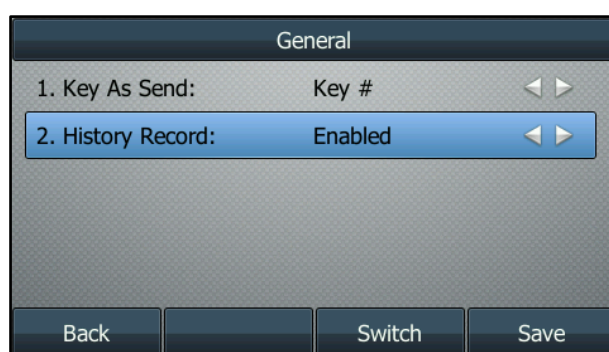 General
1. Key As Send: Key #
2. History Record: Enabled
Back Switch Save